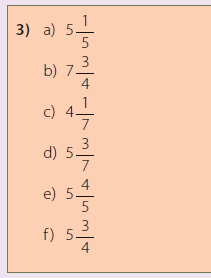 3) a) 5 1/5
b) 7 3/4
c) 4 1/7
d) 5 3/7
e) 5 4/5
f) 5 3/4